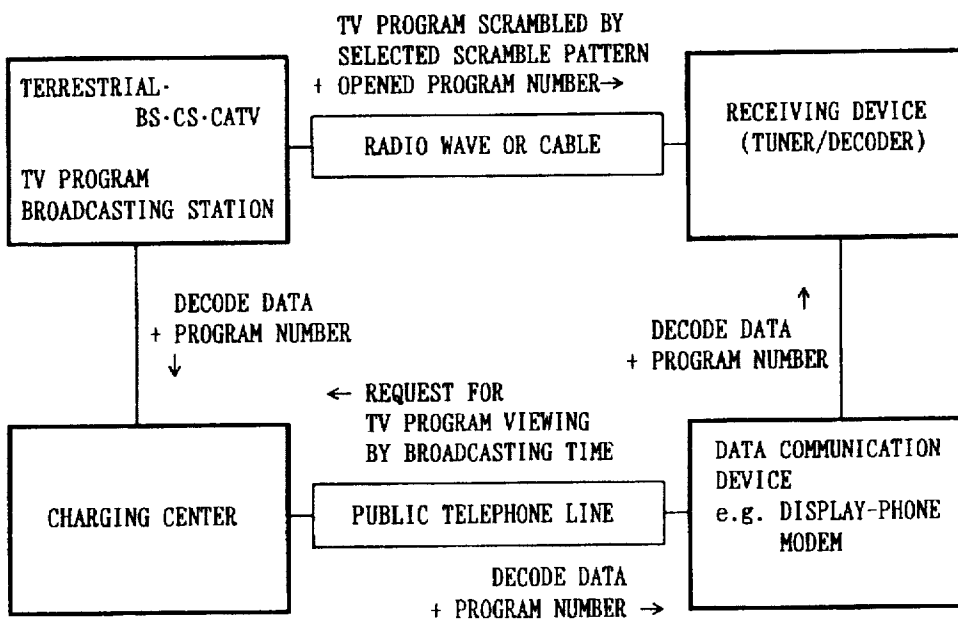 TV PROGRAM SCRAMBLED BY
SELECTED SCRAMBLE PATTERN
+ OPENED PROGRAM NUMBER→
TERRESTRIAL·
BS·CS·CATV
TV PROGRAM
BROADCASTING STATION
RADIO WAVE OR CABLE
RECEIVING DEVICE
(TUNER/DECODER)
DECODE DATA
+ PROGRAM NUMBER
↓
↑
DECODE DATA
+ PROGRAM NUMBER
← REQUEST FOR
TV PROGRAM VIEWING
BY BROADCASTING TIME
CHARGING CENTER
PUBLIC TELEPHONE LINE
DATA COMMUNICATION
DEVICE
e.g. DISPLAY-PHONE
MODEM
DECODE DATA
+ PROGRAM NUMBER →